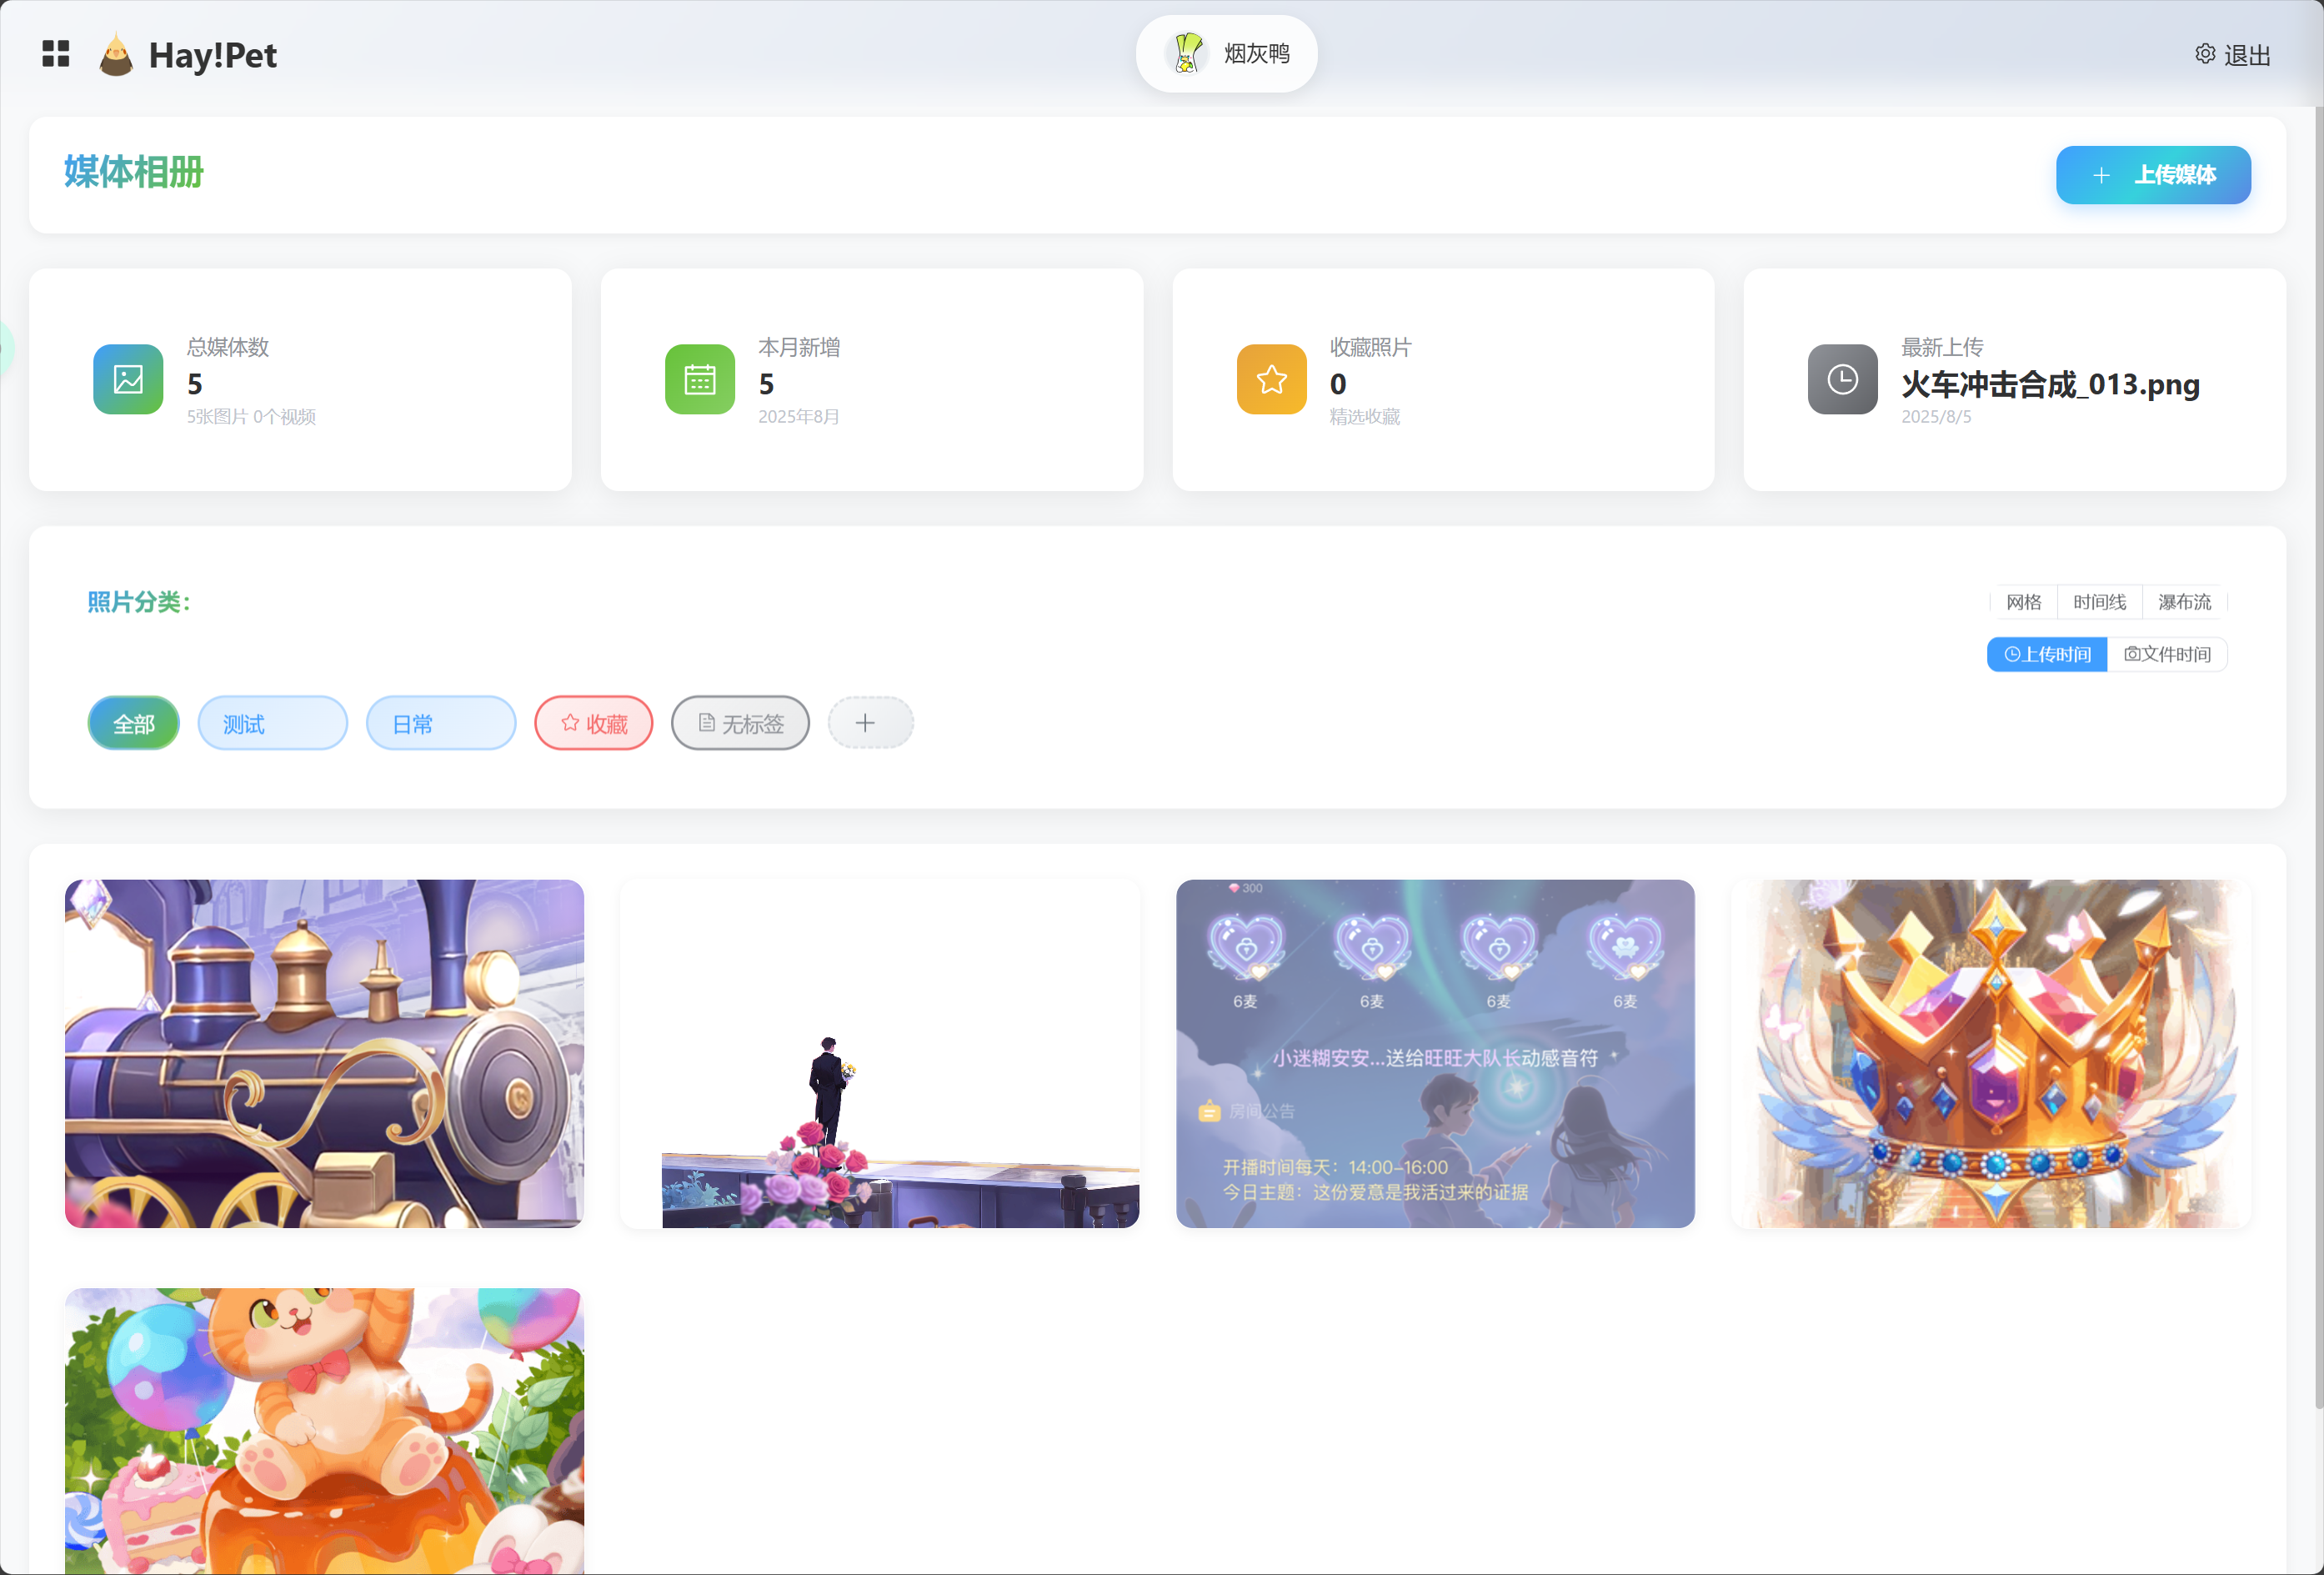 Hay!Pet
烟灰鸭
退出
媒体相册
上传媒体
总媒体数
5
5张图片 0个视频
本月新增
5
2025年8月
收藏照片
0
精选收藏
最新上传
火车冲击合成_013.png
2025/8/5
照片分类：
网格 时间线 瀑布流
上传时间 文件时间
全部 测试 日常 收藏 无标签
300
6麦 6麦 6麦 6麦
小迷糊安安...送给旺旺大队长动感音符
房间公告
开播时间每天：14:00-16:00
今日主题：这份爱意是我活过来的证据